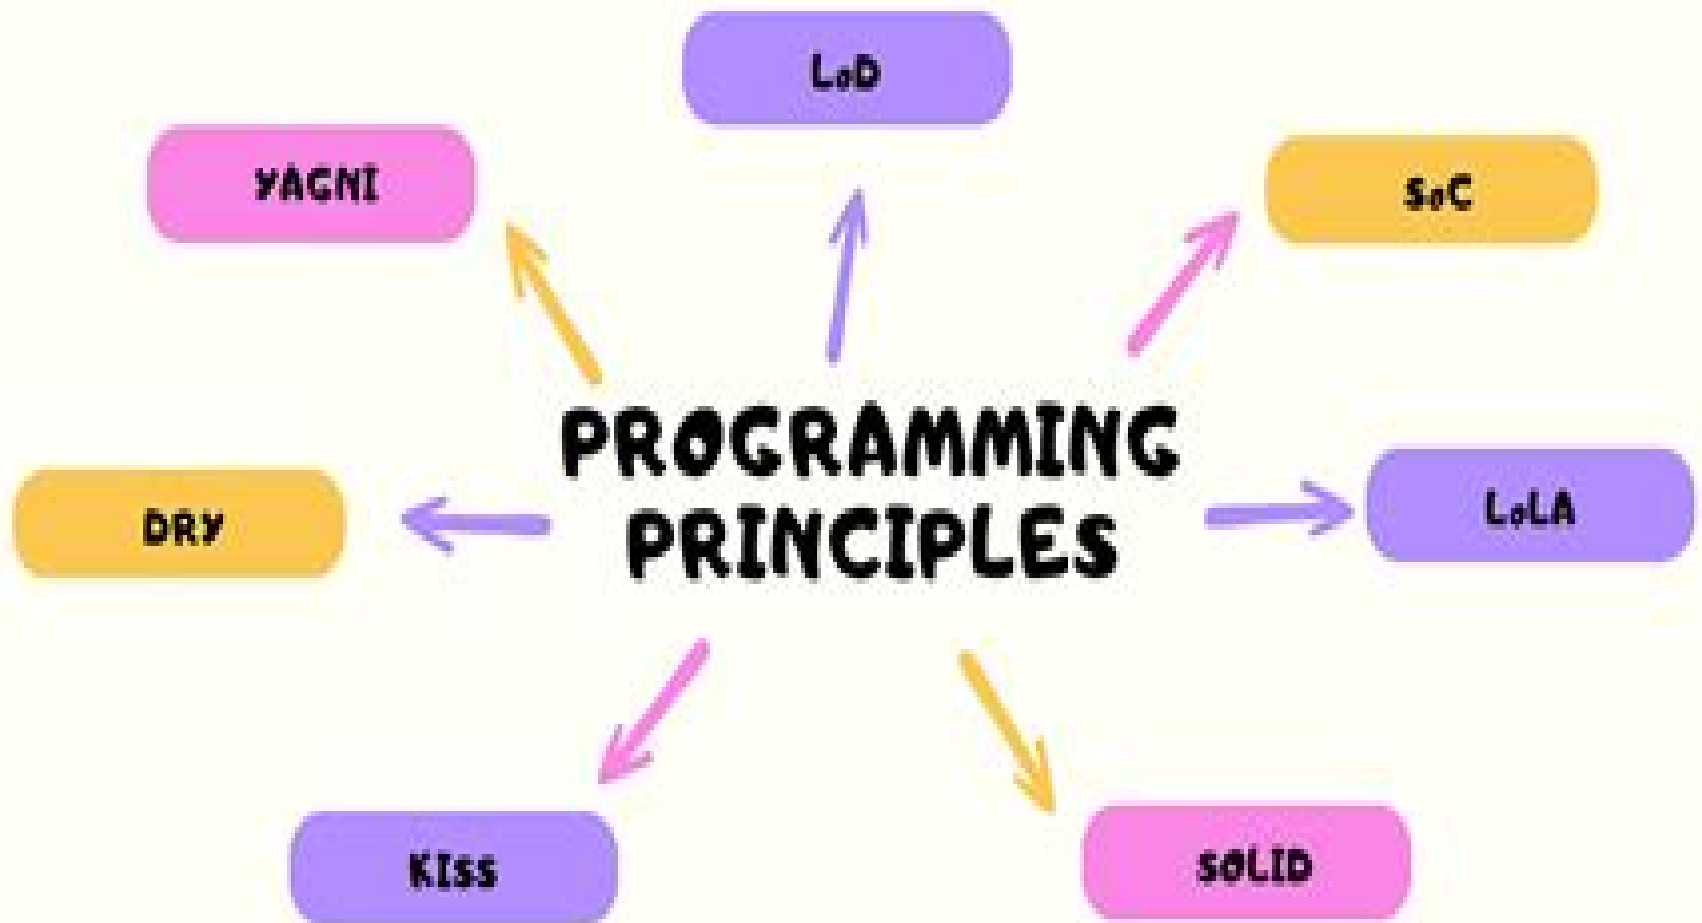 LoD
YAGNI
SoC
PROGRAMMING
PRINCIPLES
LoLA
DRY
KISS
SOLID